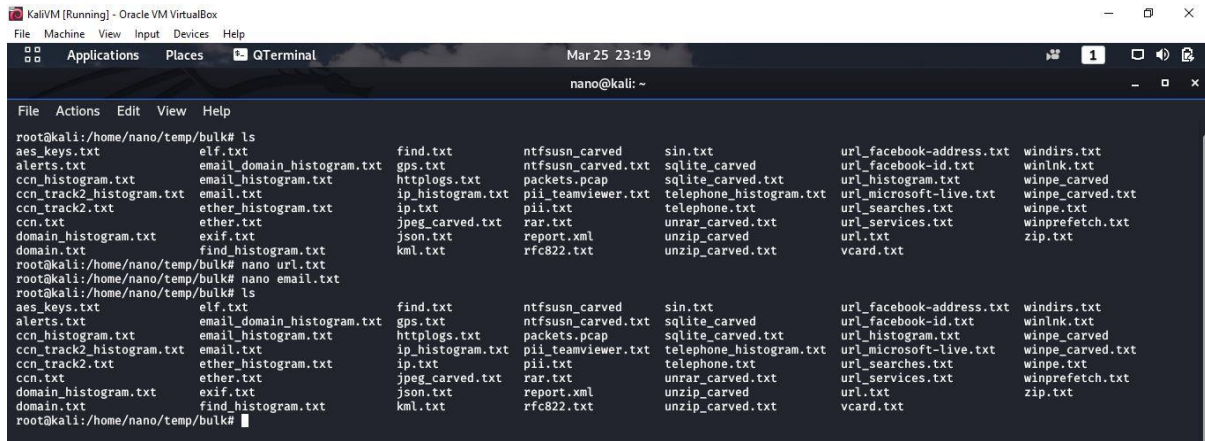 KaliVM [Running] - Oracle VM VirtualBox
File Machine View Input Devices Help
Applications Places QTerminal Mar 25 23:19 1
nano@kali: ~
File Actions Edit View Help
root@kali:/home/nano/temp/bulk# ls
aes_keys.txt elf.txt find.txt ntfsusn_carved sin.txt url_facebook-address.txt windirs.txt
alerts.txt email_domain_histogram.txt gps.txt ntfsusn_carved.txt sqlite_carved url_facebook-id.txt winlnk.txt
ccn_histogram.txt email_histogram.txt httplogs.txt packets.pcap sqlite_carved.txt url_histogram.txt winpe_carved
ccn_track2_histogram.txt email.txt ip_histogram.txt pii_teamviewer.txt telephone_histogram.txt url_microsoft-live.txt winpe_carved.txt
ccn_track2.txt ether_histogram.txt ip.txt pii.txt telephone.txt url_searches.txt winpe.txt
ccn.txt ether.txt jpeg_carved.txt rar.txt unrar_carved.txt url_services.txt winprefetch.txt
domain_histogram.txt exif.txt json.txt report.xml unzip_carved url.txt zip.txt
domain.txt find_histogram.txt kml.txt rfc822.txt unzip_carved.txt vcard.txt
root@kali:/home/nano/temp/bulk# nano url.txt
root@kali:/home/nano/temp/bulk# nano email.txt
root@kali:/home/nano/temp/bulk# ls
aes_keys.txt elf.txt find.txt ntfsusn_carved sin.txt url_facebook-address.txt windirs.txt
alerts.txt email_domain_histogram.txt gps.txt ntfsusn_carved.txt sqlite_carved url_facebook-id.txt winlnk.txt
ccn_histogram.txt email_histogram.txt httplogs.txt packets.pcap sqlite_carved.txt url_histogram.txt winpe_carved
ccn_track2_histogram.txt email.txt ip_histogram.txt pii_teamviewer.txt telephone_histogram.txt url_microsoft-live.txt winpe_carved.txt
ccn_track2.txt ether_histogram.txt ip.txt pii.txt telephone.txt url_searches.txt winpe.txt
ccn.txt ether.txt jpeg_carved.txt rar.txt unrar_carved.txt url_services.txt winprefetch.txt
domain_histogram.txt exif.txt json.txt report.xml unzip_carved url.txt zip.txt
domain.txt find_histogram.txt kml.txt rfc822.txt unzip_carved.txt vcard.txt
root@kali:/home/nano/temp/bulk#